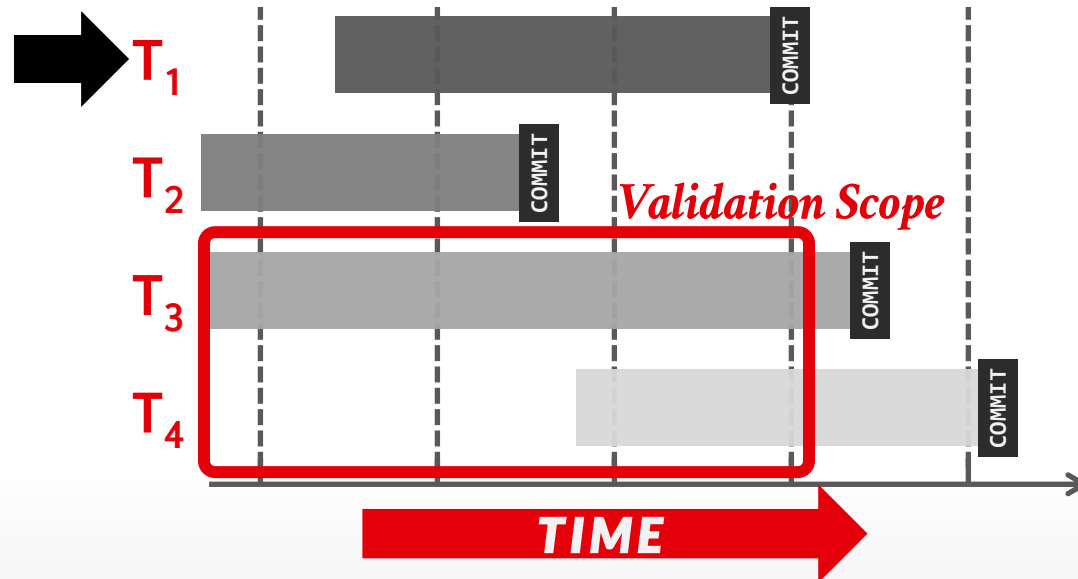 T1
COMMIT
T2
COMMIT
Validation Scope
T3
COMMIT
T4
COMMIT
TIME